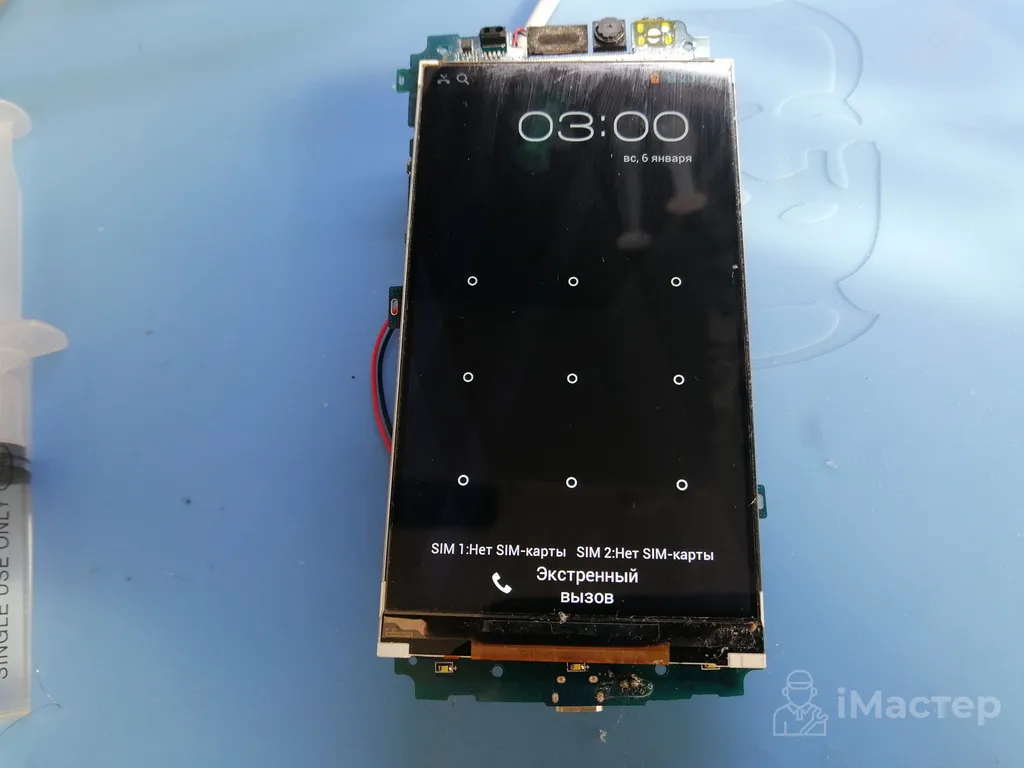 03:00
вс, 6 января
SIM 1:Нет SIM-карты SIM 2:Нет SIM-карты
Экстренный
вызов
SINGLE USE ONLY
iМастер